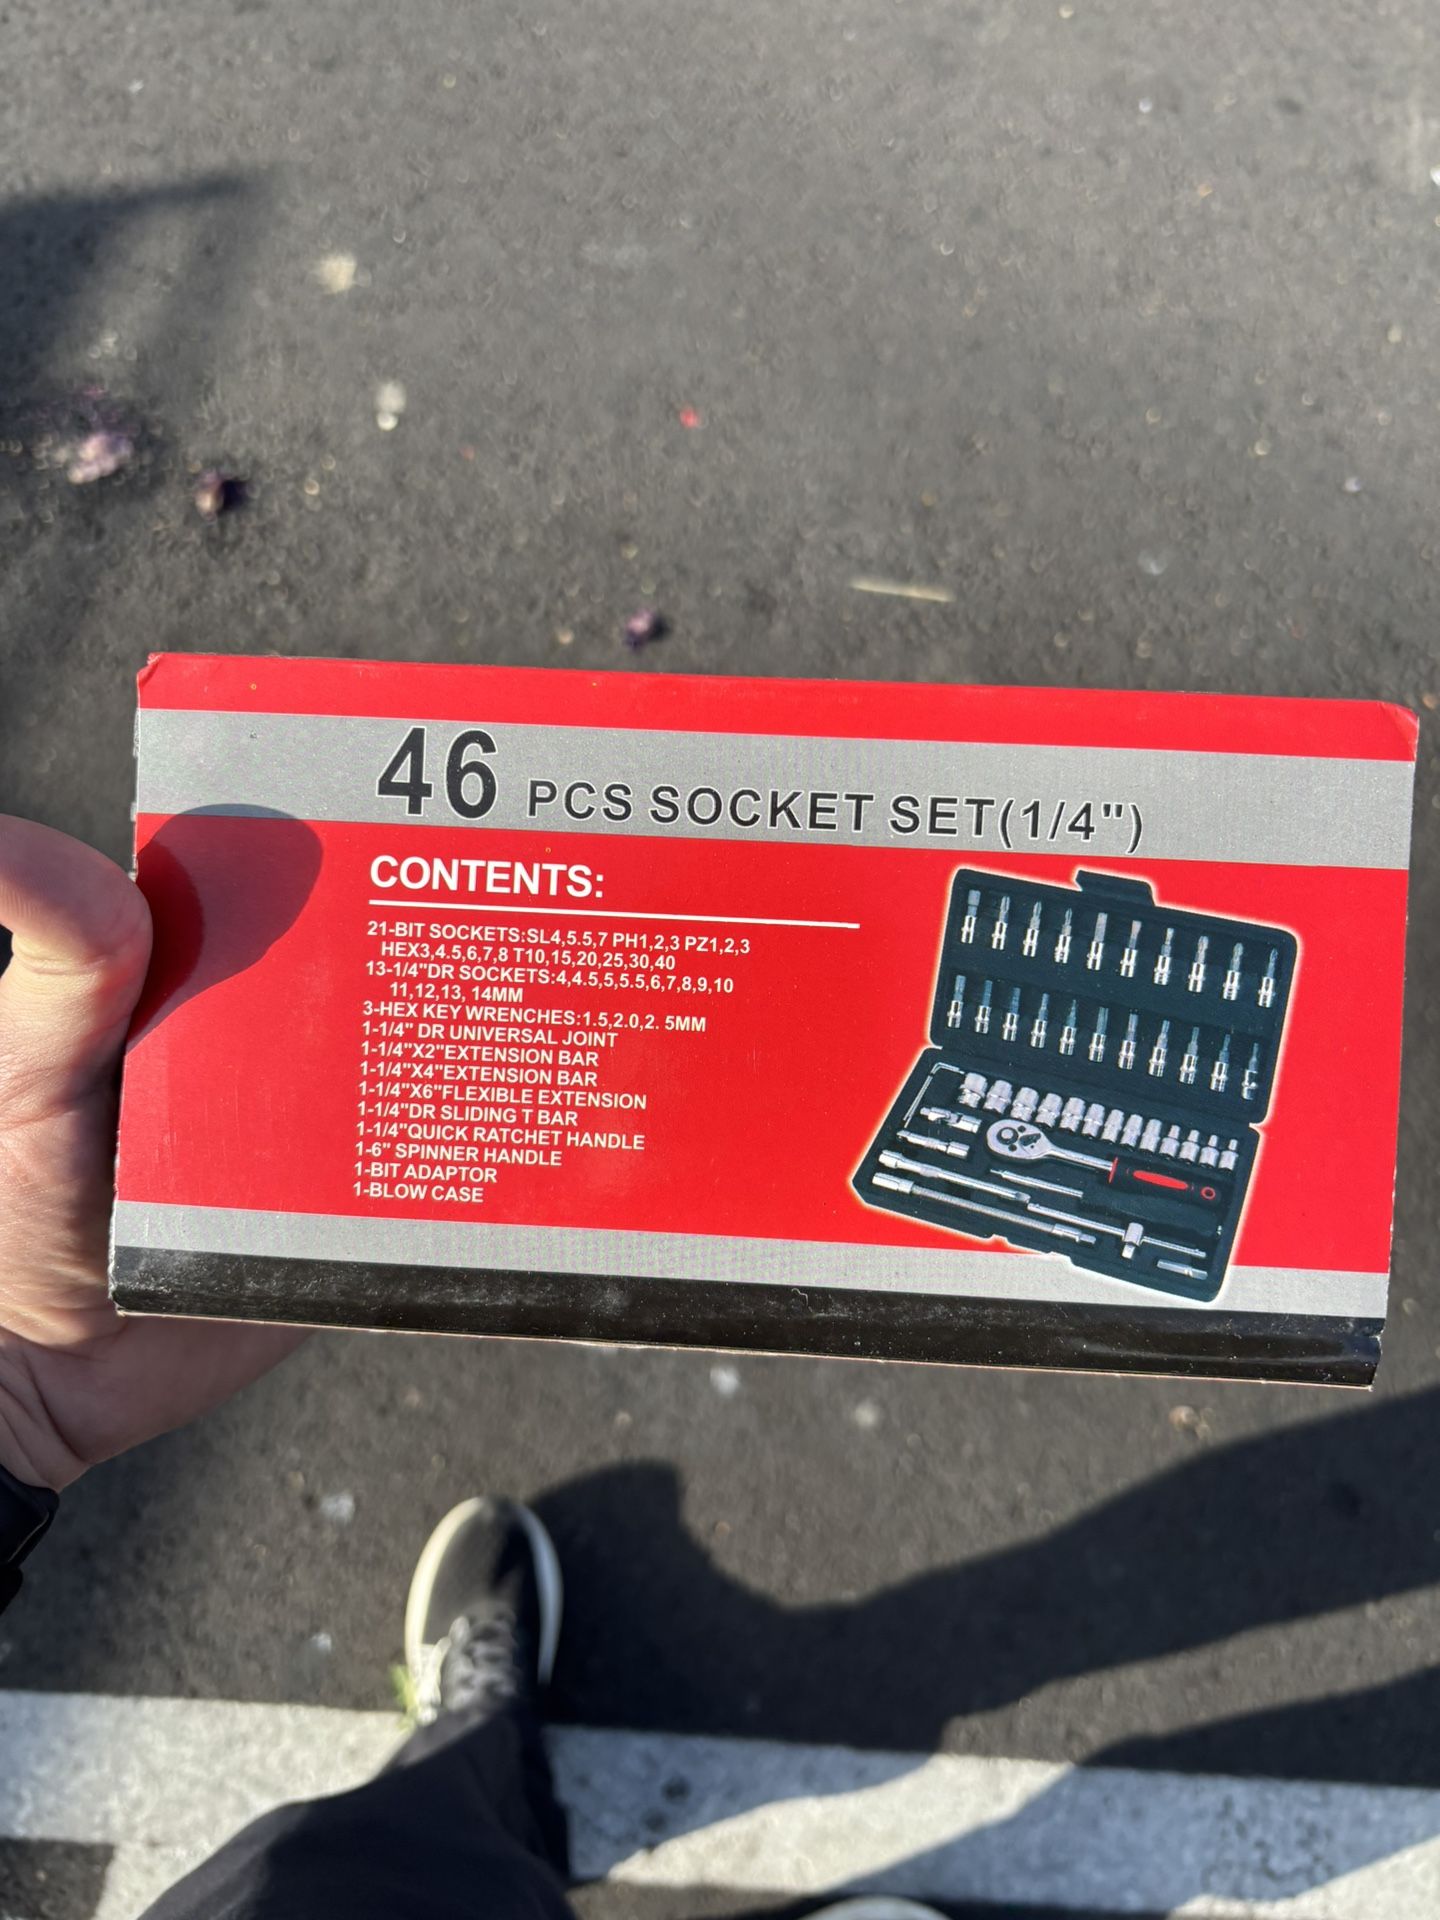 46 PCS SOCKET SET(1/4")
CONTENTS:
21-BIT SOCKETS:SL4,5.5,7 PH1,2,3 PZ1,2,3
HEX3,4.5,6,7,8 T10,15,20,25,30,40
13-1/4"DR SOCKETS:4,4.5,5,5.5,6,7,8,9,10
11,12,13, 14MM
3-HEX KEY WRENCHES:1.5,2.0,2. 5MM
1-1/4" DR UNIVERSAL JOINT
1-1/4"X2"EXTENSION BAR
1-1/4"X4"EXTENSION BAR
1-1/4"X6"FLEXIBLE EXTENSION
1-1/4"DR SLIDING T BAR
1-1/4"QUICK RATCHET HANDLE
1-6" SPINNER HANDLE
1-BIT ADAPTOR
1-BLOW CASE